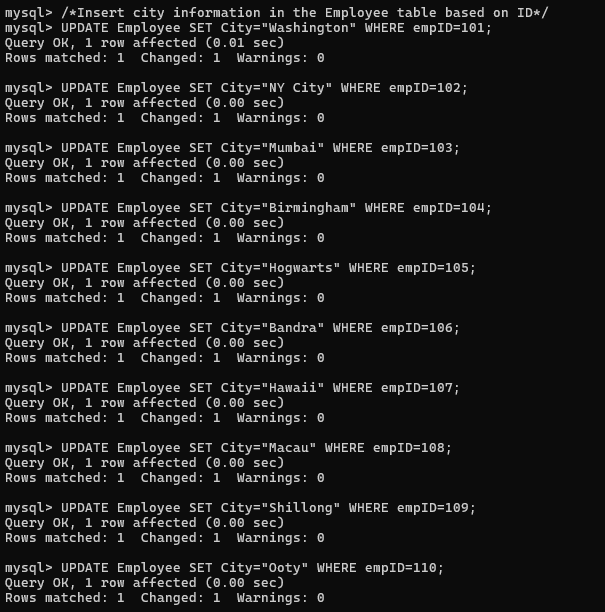 mysql> /*Insert city information in the Employee table based on ID*/
mysql> UPDATE Employee SET City="Washington" WHERE empID=101;
Query OK, 1 row affected (0.01 sec)
Rows matched: 1  Changed: 1  Warnings: 0

mysql> UPDATE Employee SET City="NY City" WHERE empID=102;
Query OK, 1 row affected (0.00 sec)
Rows matched: 1  Changed: 1  Warnings: 0

mysql> UPDATE Employee SET City="Mumbai" WHERE empID=103;
Query OK, 1 row affected (0.00 sec)
Rows matched: 1  Changed: 1  Warnings: 0

mysql> UPDATE Employee SET City="Birmingham" WHERE empID=104;
Query OK, 1 row affected (0.00 sec)
Rows matched: 1  Changed: 1  Warnings: 0

mysql> UPDATE Employee SET City="Hogwarts" WHERE empID=105;
Query OK, 1 row affected (0.00 sec)
Rows matched: 1  Changed: 1  Warnings: 0

mysql> UPDATE Employee SET City="Bandra" WHERE empID=106;
Query OK, 1 row affected (0.00 sec)
Rows matched: 1  Changed: 1  Warnings: 0

mysql> UPDATE Employee SET City="Hawaii" WHERE empID=107;
Query OK, 1 row affected (0.00 sec)
Rows matched: 1  Changed: 1  Warnings: 0

mysql> UPDATE Employee SET City="Macau" WHERE empID=108;
Query OK, 1 row affected (0.00 sec)
Rows matched: 1  Changed: 1  Warnings: 0

mysql> UPDATE Employee SET City="Shillong" WHERE empID=109;
Query OK, 1 row affected (0.00 sec)
Rows matched: 1  Changed: 1  Warnings: 0

mysql> UPDATE Employee SET City="Ooty" WHERE empID=110;
Query OK, 1 row affected (0.00 sec)
Rows matched: 1  Changed: 1  Warnings: 0